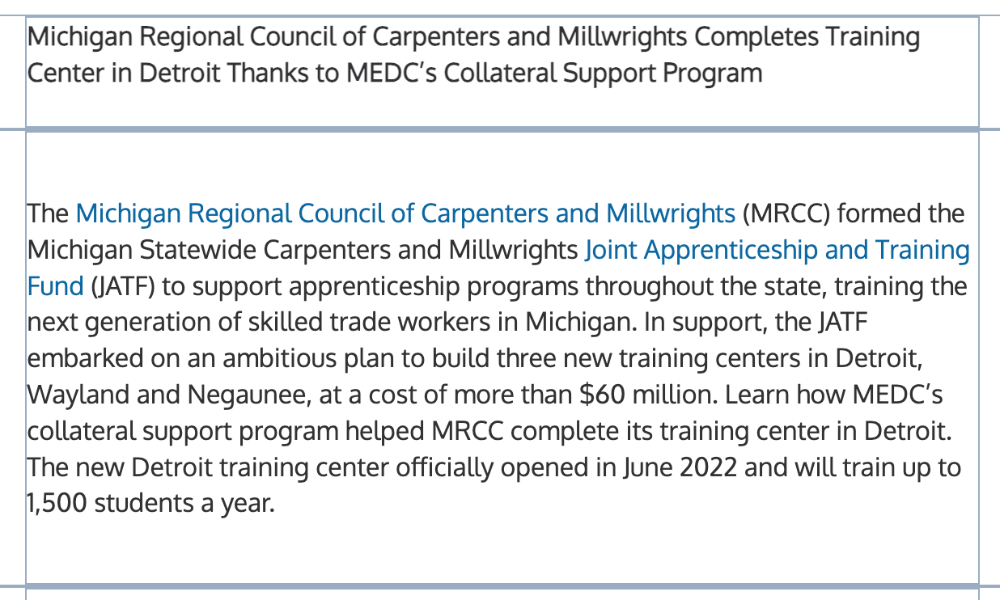 Michigan Regional Council of Carpenters and Millwrights Completes Training
Center in Detroit Thanks to MEDC’s Collateral Support Program
The Michigan Regional Council of Carpenters and Millwrights (MRCC) formed the
Michigan Statewide Carpenters and Millwrights Joint Apprenticeship and Training
Fund (JATF) to support apprenticeship programs throughout the state, training the
next generation of skilled trade workers in Michigan. In support, the JATF
embarked on an ambitious plan to build three new training centers in Detroit,
Wayland and Negaunee, at a cost of more than $60 million. Learn how MEDC’s
collateral support program helped MRCC complete its training center in Detroit.
The new Detroit training center officially opened in June 2022 and will train up to
1,500 students a year.